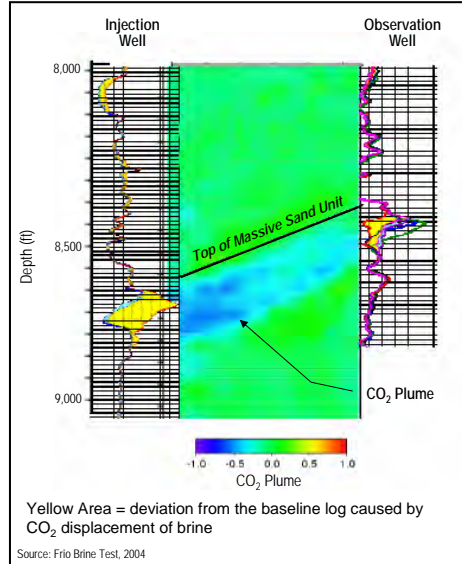 Injection
Well
Observation
Well
8,000
8,500
9,000
Depth (ft)
Top of Massive Sand Unit
CO₂ Plume
-1.0 -0.5 0.0 0.5 1.0
CO₂ Plume
Yellow Area = deviation from the baseline log caused by
CO₂ displacement of brine
Source: Frio Brine Test, 2004